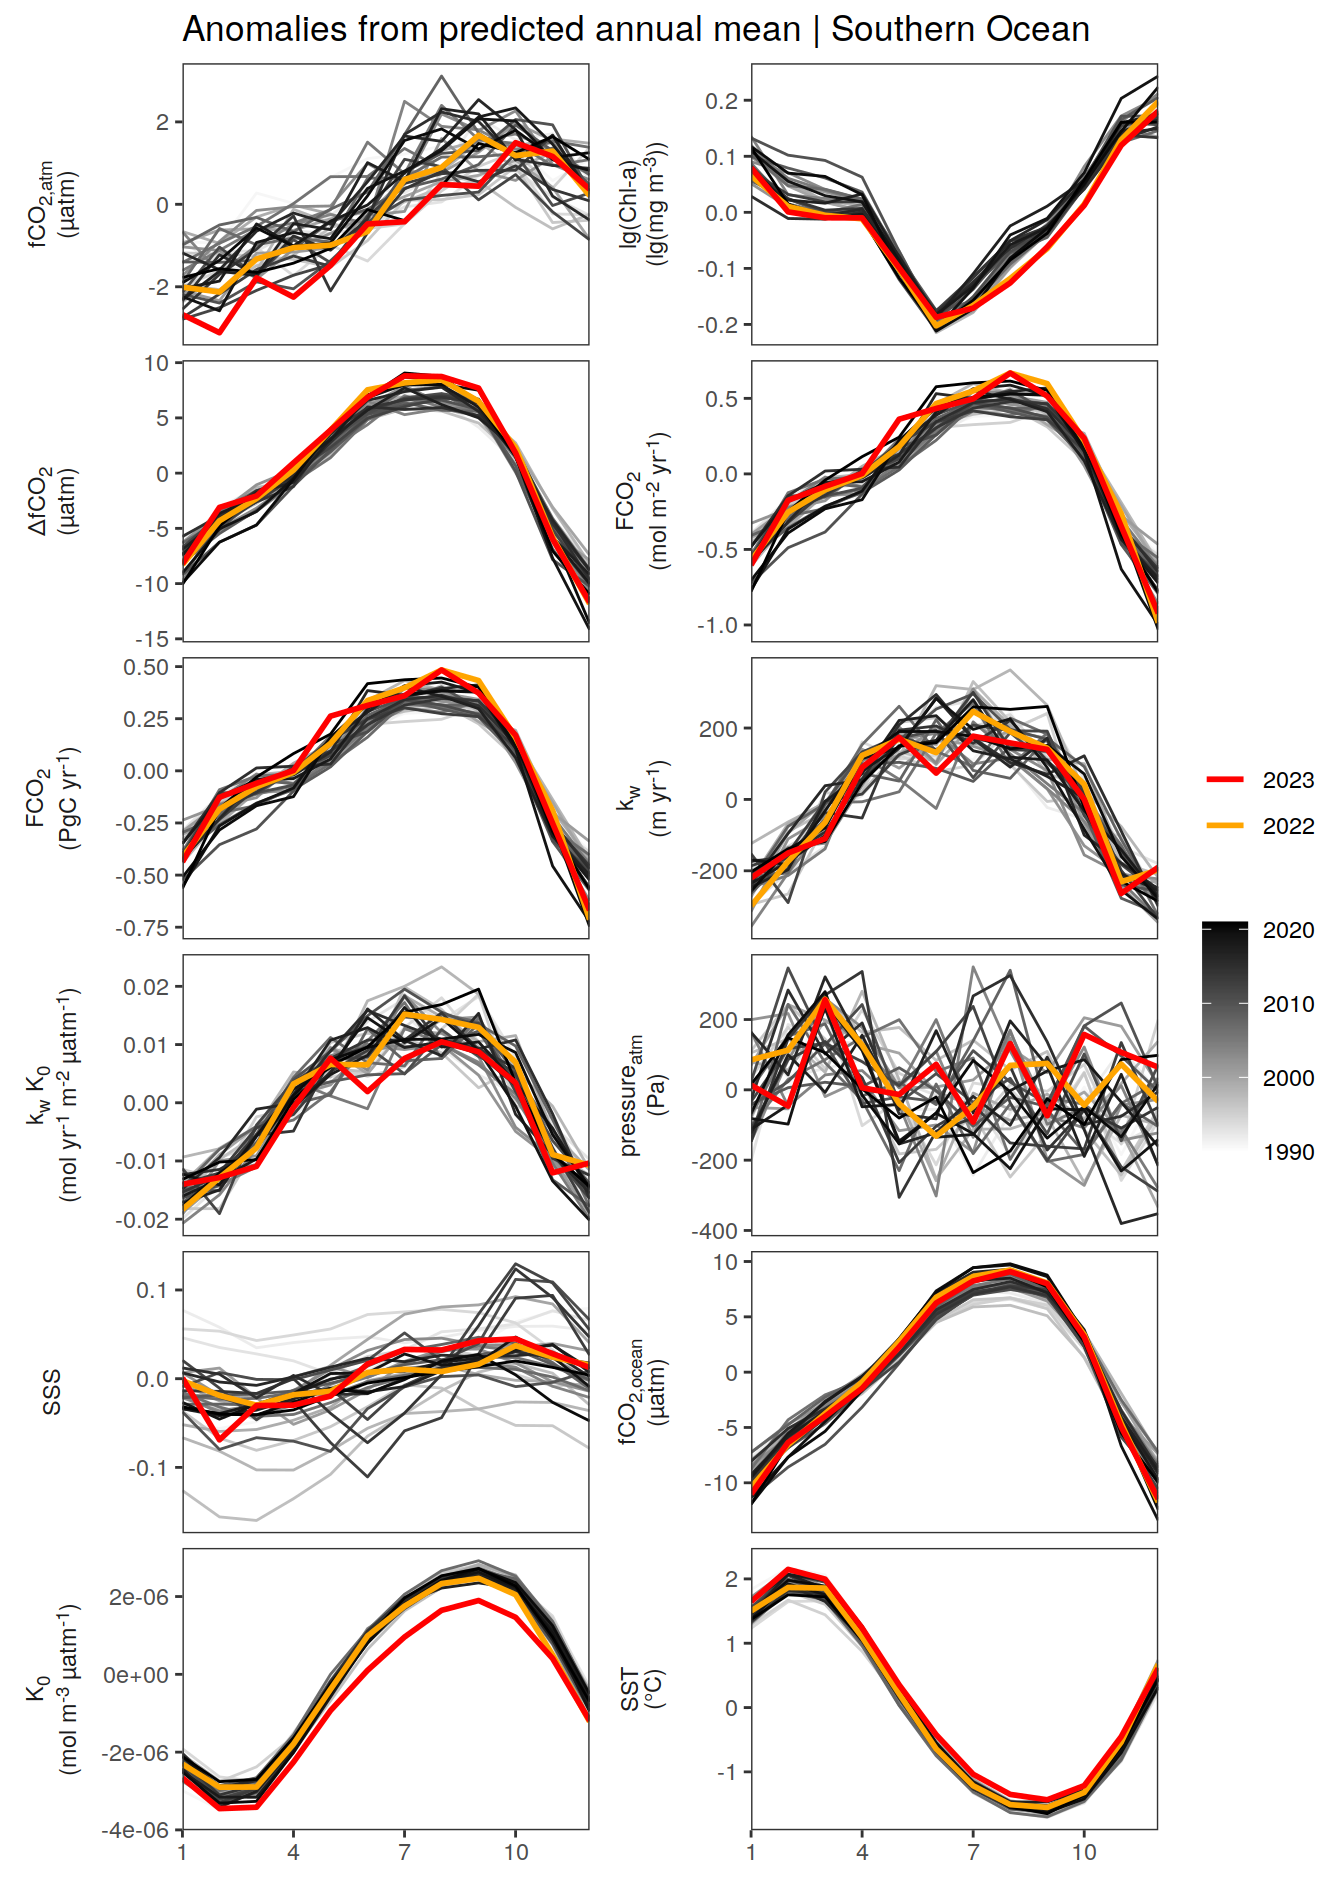 Anomalies from predicted annual mean | Southern Ocean
fCO2,atm
(µatm)
2
0
-2
lg(Chl-a)
(lg(mg m-3))
0.2
0.1
0.0
-0.1
-0.2
ΔfCO2
(µatm)
10
5
0
-5
-10
-15
FCO2
(mol m-2 yr-1)
0.5
0.0
-0.5
-1.0
FCO2
(PgC yr-1)
0.50
0.25
0.00
-0.25
-0.50
-0.75
kw
(m yr-1)
200
0
-200
kw K0
(mol yr-1 m-2 µatm-1)
0.02
0.01
0.00
-0.01
-0.02
pressureatm
(Pa)
200
0
-200
-400
SSS
0.1
0.0
-0.1
fCO2,ocean
(µatm)
10
5
0
-5
-10
K0
(mol m-3 µatm-1)
2e-06
0e+00
-2e-06
-4e-06
1 4 7 10
SST
(°C)
2
1
0
-1
1 4 7 10
2023
2022
2020
2010
2000
1990